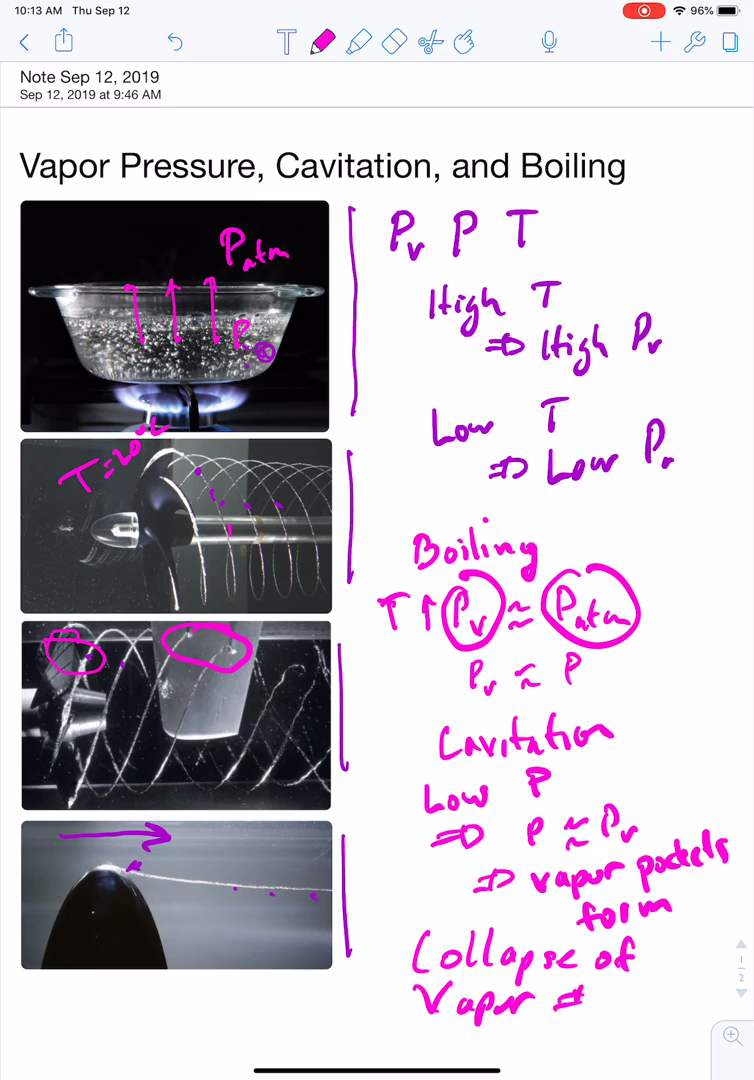 10:13 AM Thu Sep 12
96%
T
Note Sep 12, 2019
Sep 12, 2019 at 9:46 AM
Vapor Pressure, Cavitation, and Boiling
Patm
P
T=20°C
Pv P T
High T
⇒ High Pv
Low T
⇒ Low Pv
Boiling
T↑ Pv ≈ Patm
Pv ≈ P
Cavitation
Low P
⇒ P ≈ Pv
⇒ vapor pockets
form
Collapse of
Vapor
1
2